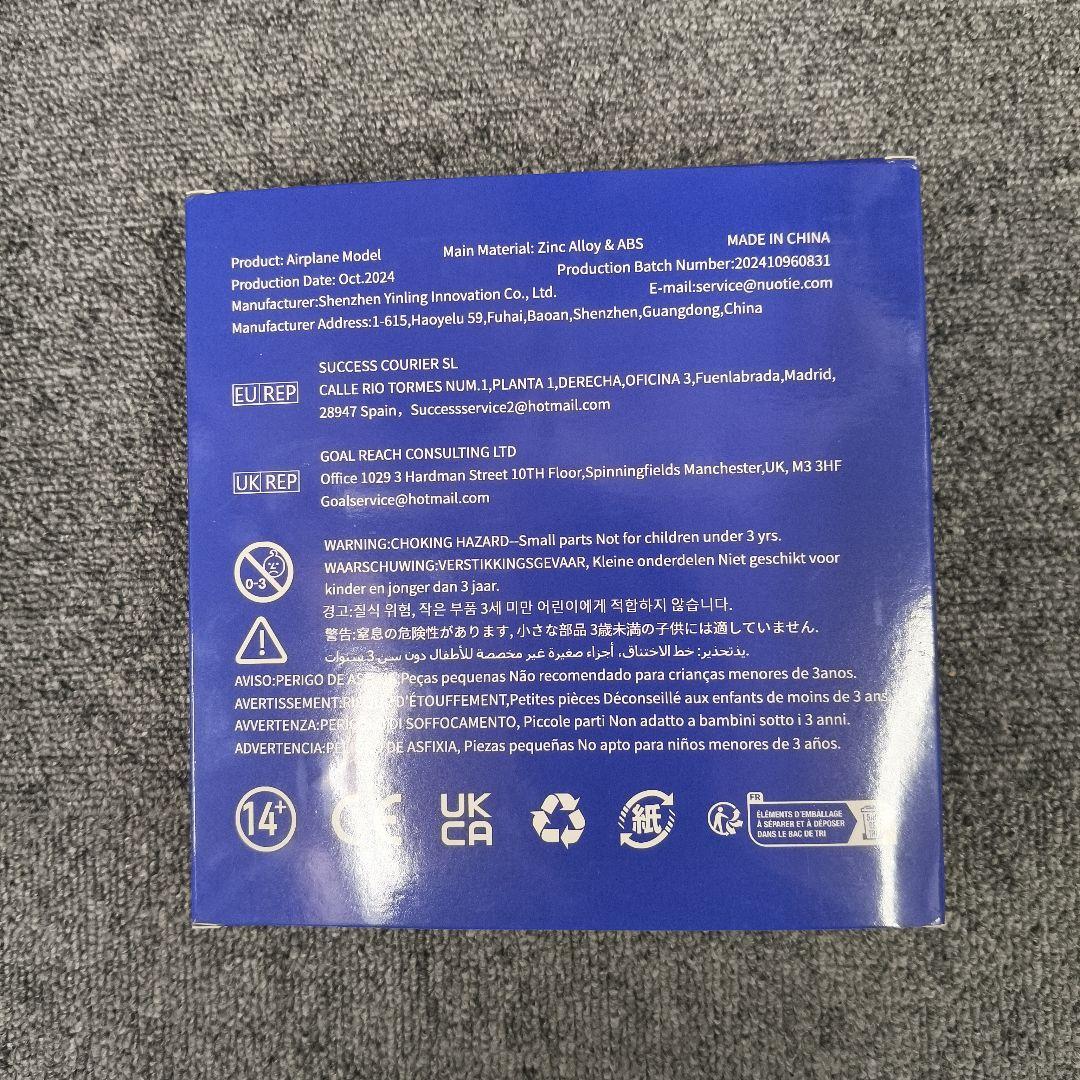 Product: Airplane Model
Main Material: Zinc Alloy & ABS
MADE IN CHINA
Production Date: Oct.2024
Production Batch Number:202410960831
Manufacturer:Shenzhen Yinling Innovation Co., Ltd.
E-mail:service@nuotie.com
Manufacturer Address:1-615,Haoyelu 59,Fuhai,Baoan,Shenzhen,Guangdong,China
EU REP
SUCCESS COURIER SL
CALLE RIO TORMES NUM.1,PLANTA 1,DERECHA,OFICINA 3,Fuenlabrada,Madrid,
28947 Spain，Successservice2@hotmail.com
UK REP
GOAL REACH CONSULTING LTD
Office 1029 3 Hardman Street 10TH Floor,Spinningfields Manchester,UK, M3 3HF
Goalservice@hotmail.com
0-3
WARNING:CHOKING HAZARD--Small parts Not for children under 3 yrs.
WAARSCHUWING:VERSTIKKINGSGEVAAR, Kleine onderdelen Niet geschikt voor
kinder en jonger dan 3 jaar.
경고:질식 위험, 작은 부품 3세 미만 어린이에게 적합하지 않습니다.
警告:窒息の危険性があります, 小さな部品 3歳未満の子供には適していません.
يذتحذير: خط الاختناق، أجزاء صغيرة غير مخصصة للأطفال دون سن 3 سنوات.
AVISO:PERIGO DE Peças pequenas Não recomendado para crianças menores de 3anos.
AVERTISSEMENT: D'ÉTOUFFEMENT,Petites pièces Déconseillé aux enfants de moins de 3 ans
AVVERTENZA: DI SOFFOCAMENTO, Piccole parti Non adatto a bambini sotto i 3 anni.
ADVERTENCIA: DE ASFIXIA, Piezas pequeñas No apto para niños menores de 3 años.
14+
CE
UK
CA
紙
FR
ÉLÉMENTS D'EMBALLAGE
À SÉPARER ET À DÉPOSER
DANS LE BAC DE TRI